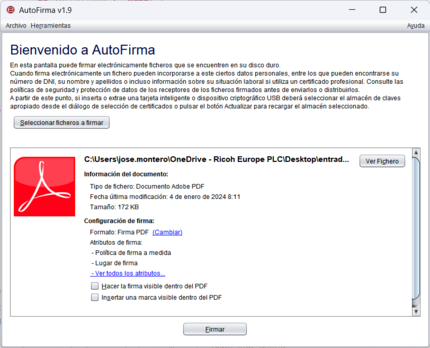 AutoFirma v1.9
Archivo Herramientas Ayuda
Bienvenido a AutoFirma
En esta pantalla puede firmar electrónicamente ficheros que se encuentren en su disco duro.
Cuando firma electrónicamente un fichero pueden incorporarse a este ciertos datos personales, entre los que pueden encontrarse su
número de DNI, su nombre y apellidos o incluso información sobre su situación laboral si utiliza un certificado profesional. Consulte las
políticas de seguridad y protección de datos de los receptores de los ficheros firmados antes de enviarlos o distribuirlos.
A partir de este punto, si inserta o extrae una tarjeta inteligente o dispositivo criptográfico USB deberá seleccionar el almacén de claves
apropiado desde el diálogo de selección de certificados o pulsar el botón Actualizar para recargar el almacén seleccionado.
Seleccionar ficheros a firmar
C:\Users\jose.montero\OneDrive - Ricoh Europe PLC\Desktop\entrad...
Ver Fichero
Información del documento:
Tipo de fichero: Documento Adobe PDF
Fecha última modificación: 4 de enero de 2024 8:11
Tamaño: 172 KB
Configuración de firma:
Formato: Firma PDF (Cambiar)
Atributos de firma:
- Política de firma a medida
- Lugar de firma
- Ver todos los atributos...
Hacer la firma visible dentro del PDF
Insertar una marca visible dentro del PDF
Firmar